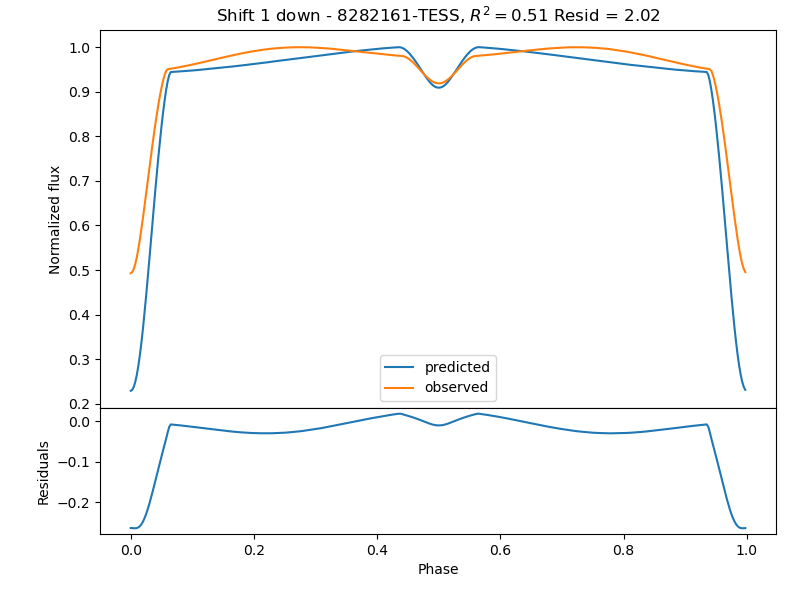 Shift 1 down - 8282161-TESS, R² = 0.51 Resid = 2.02
Normalized flux
1.0
0.9
0.8
0.7
0.6
0.5
0.4
0.3
0.2
predicted
observed
Residuals
0.0
−0.1
−0.2
0.0 0.2 0.4 0.6 0.8 1.0
Phase